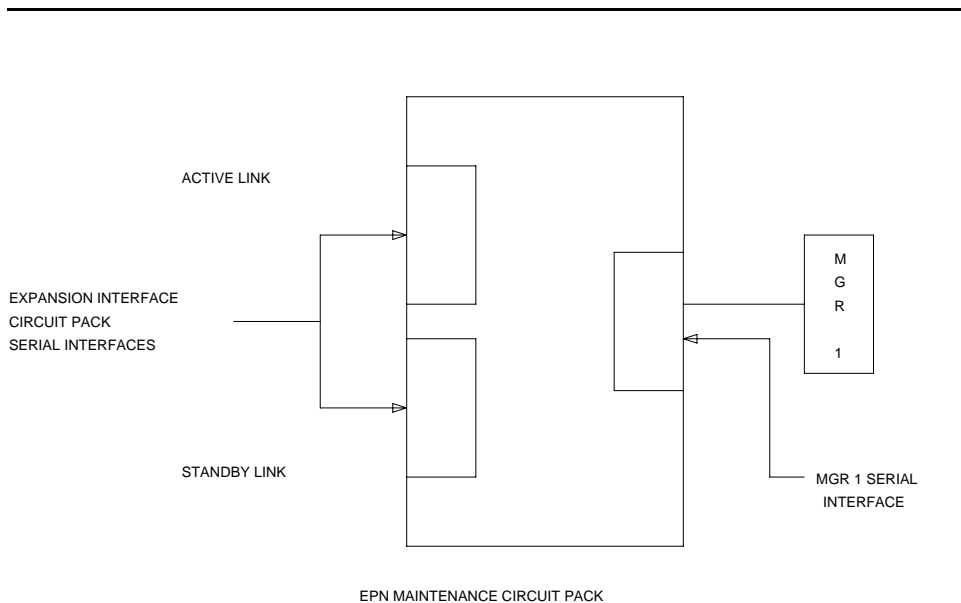 ACTIVE LINK
EXPANSION INTERFACE
CIRCUIT PACK
SERIAL INTERFACES
STANDBY LINK
M
G
R
1
MGR 1 SERIAL
INTERFACE
EPN MAINTENANCE CIRCUIT PACK